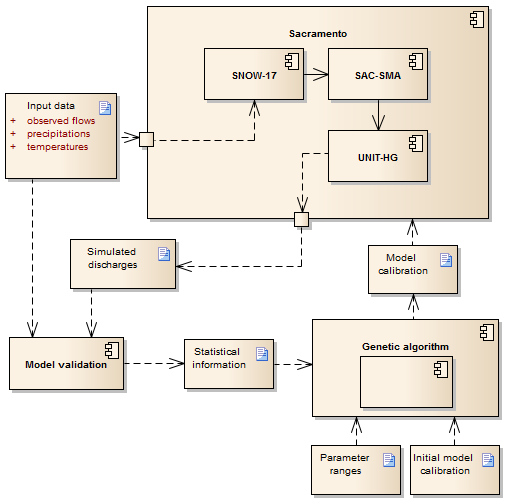 Sacramento
SNOW-17
SAC-SMA
Input data
+ observed flows
+ precipitations
+ temperatures
UNIT-HG
Simulated
discharges
Model
calibration
Model validation
Statistical
information
Genetic algorithm
Parameter
ranges
Initial model
calibration